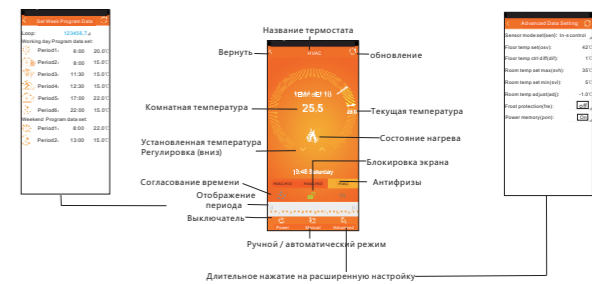 Название термостата
Set Week Program Data
Advanced Data Setting
Вернуть
HVAC
обновление
Loop: 123456.7
Working day Program data set:
Period1: 6:00 20.0℃
Period2: 8:00 15.0℃
Period3: 11:30 15.0℃
Period4: 12:30 15.0℃
Period5: 17:00 22.0℃
Period6: 22:00 15.0℃
Weekend Program data set:
Period1: 8:00 22.0℃
Period2: 13:00 15.0℃
Комнатная температура
25.5
Текущая температура
Состояние нагрева
Установленная температура
Регулировка (вниз)
Блокировка экрана
19:48 Saturday
Согласование времени
Антифризы
Отображение
периода
Выключатель
Power
Manual
Advanced
Ручной / автоматический режим
Длительное нажатие на расширенную настройку
Sensor mode set(sen): In-s control
Floor temp set(osv): 42℃
Floor temp ctrl diff(dif): 1℃
Room temp set max(svh): 35℃
Room temp set min(svl): 5℃
Room temp adjust(adj): -1.0℃
Frost protection(fre): off
Power memory(pon): On